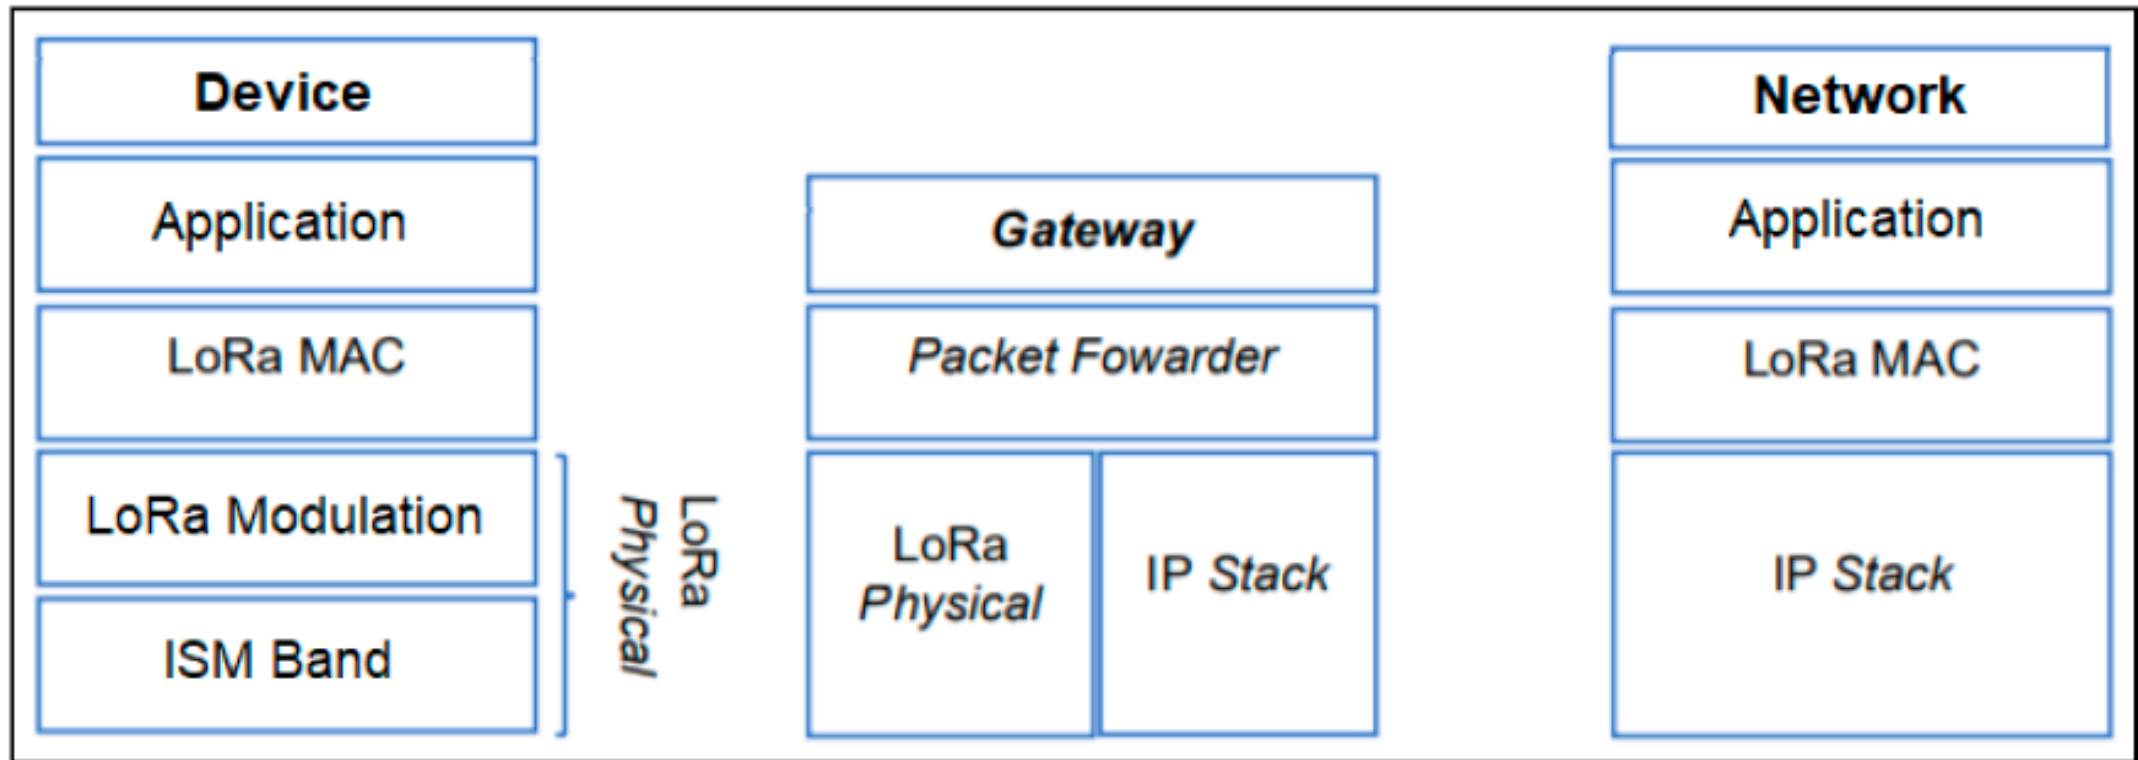 Device
Application
LoRa MAC
LoRa Modulation
ISM Band
LoRa
Physical
Gateway
Packet Fowarder
LoRa
Physical
IP Stack
Network
Application
LoRa MAC
IP Stack